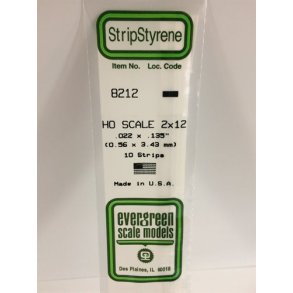 StripStyrene
Item No. Loc. Code
8212
HO SCALE 2x12
.022 x .135"
(0.56 x 3.43 mm)
10 Strips
Made in U.S.A.
evergreen
scale models
Des Plaines, IL 60018